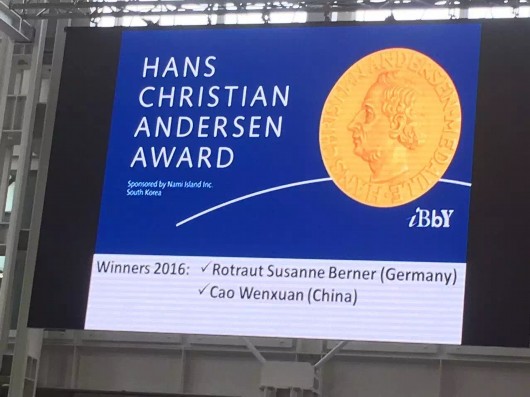 HANS
CHRISTIAN
ANDERSEN
AWARD
Sponsored by Nami Island Inc.
South Korea
iBbY
Winners 2016: ✓Rotraut Susanne Berner (Germany)
✓Cao Wenxuan (China)